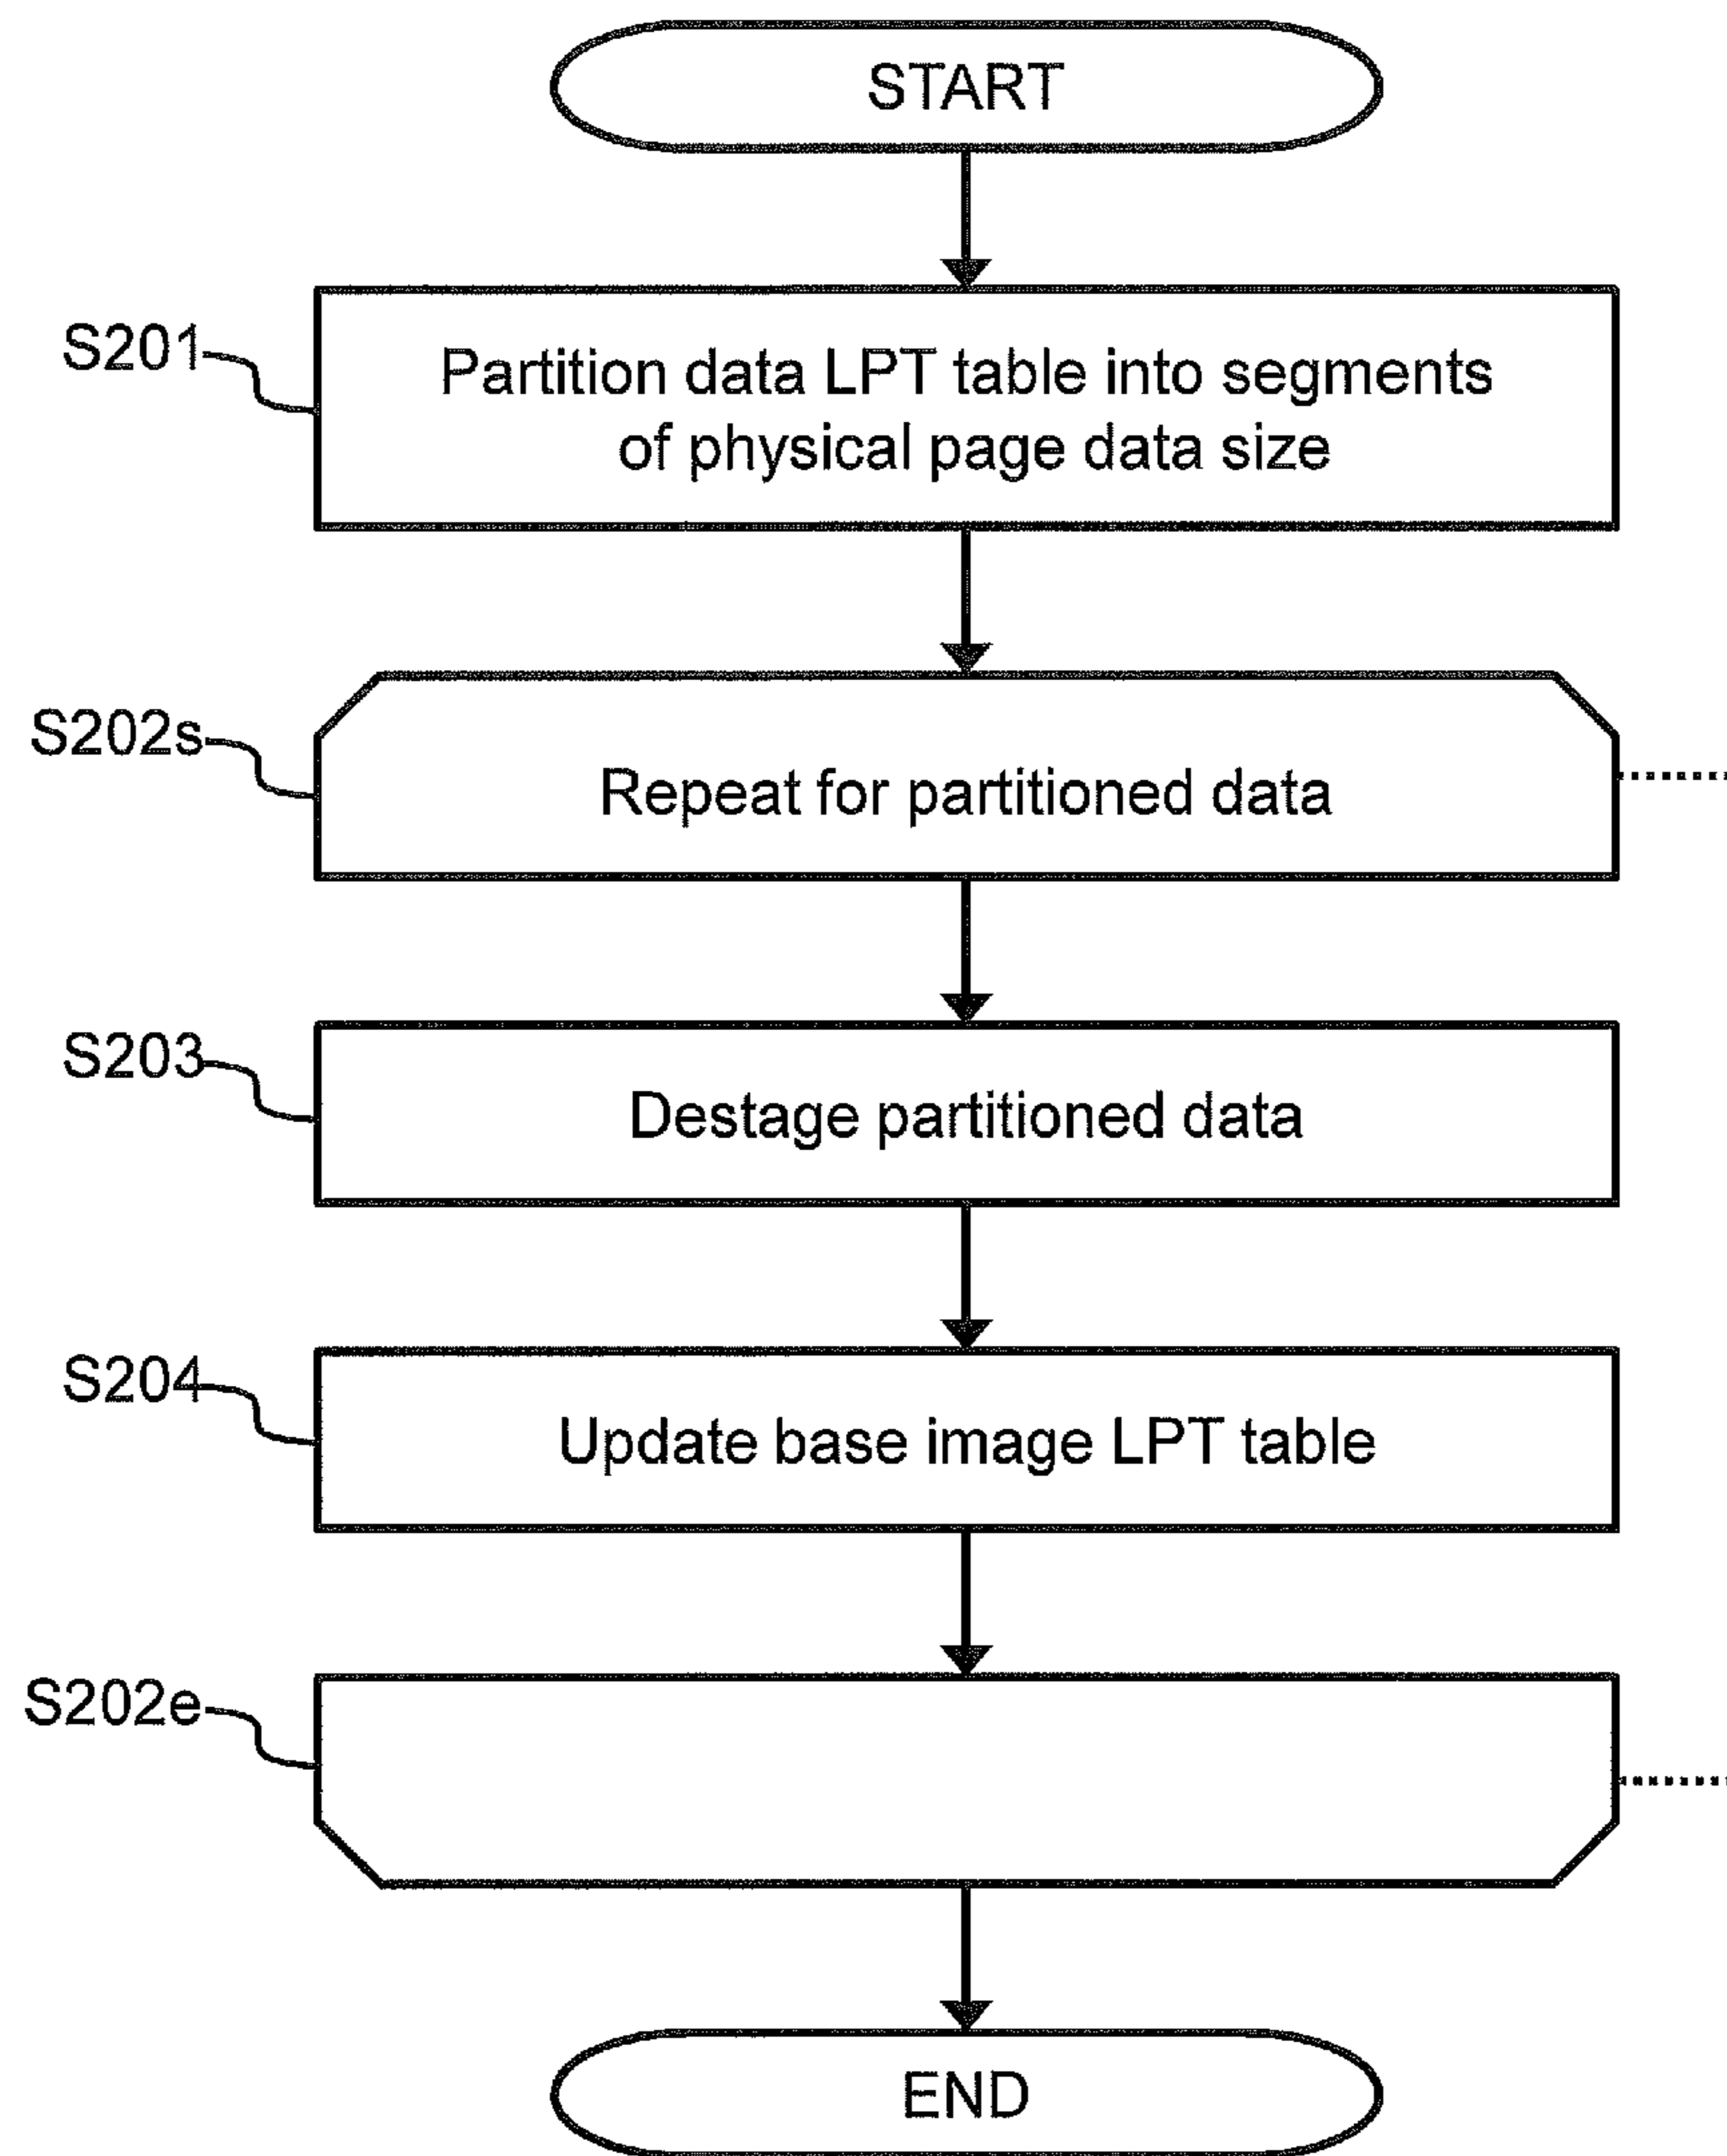 START
S201
Partition data LPT table into segments
of physical page data size
S202s
Repeat for partitioned data
S203
Destage partitioned data
S204
Update base image LPT table
S202e
END